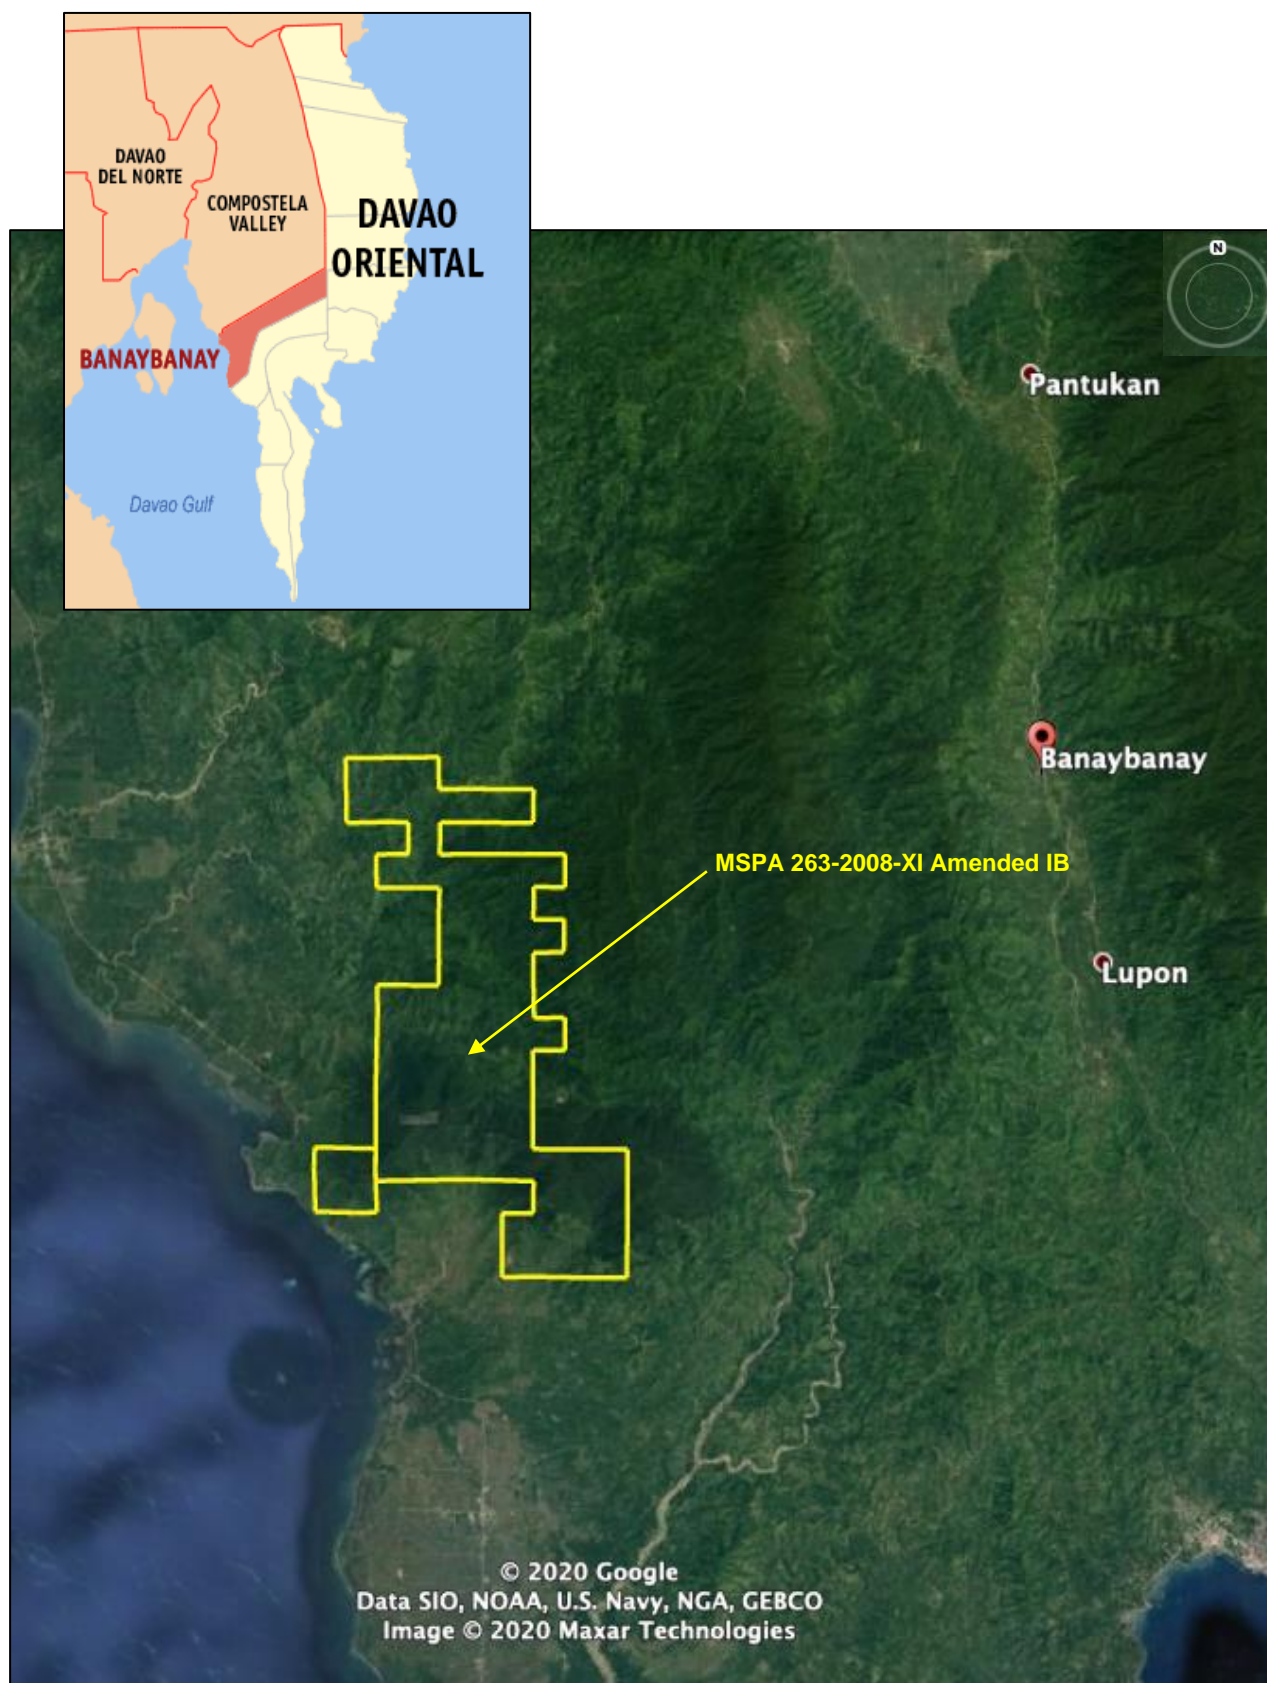 DAVAO
DEL NORTE
COMPOSTELA
VALLEY
DAVAO
ORIENTAL
BANAYBANAY
Davao Gulf
N
Pantukan
Banaybanay
MSPA 263-2008-XI Amended IB
Lupon
© 2020 Google
Data SIO, NOAA, U.S. Navy, NGA, GEBCO
Image © 2020 Maxar Technologies